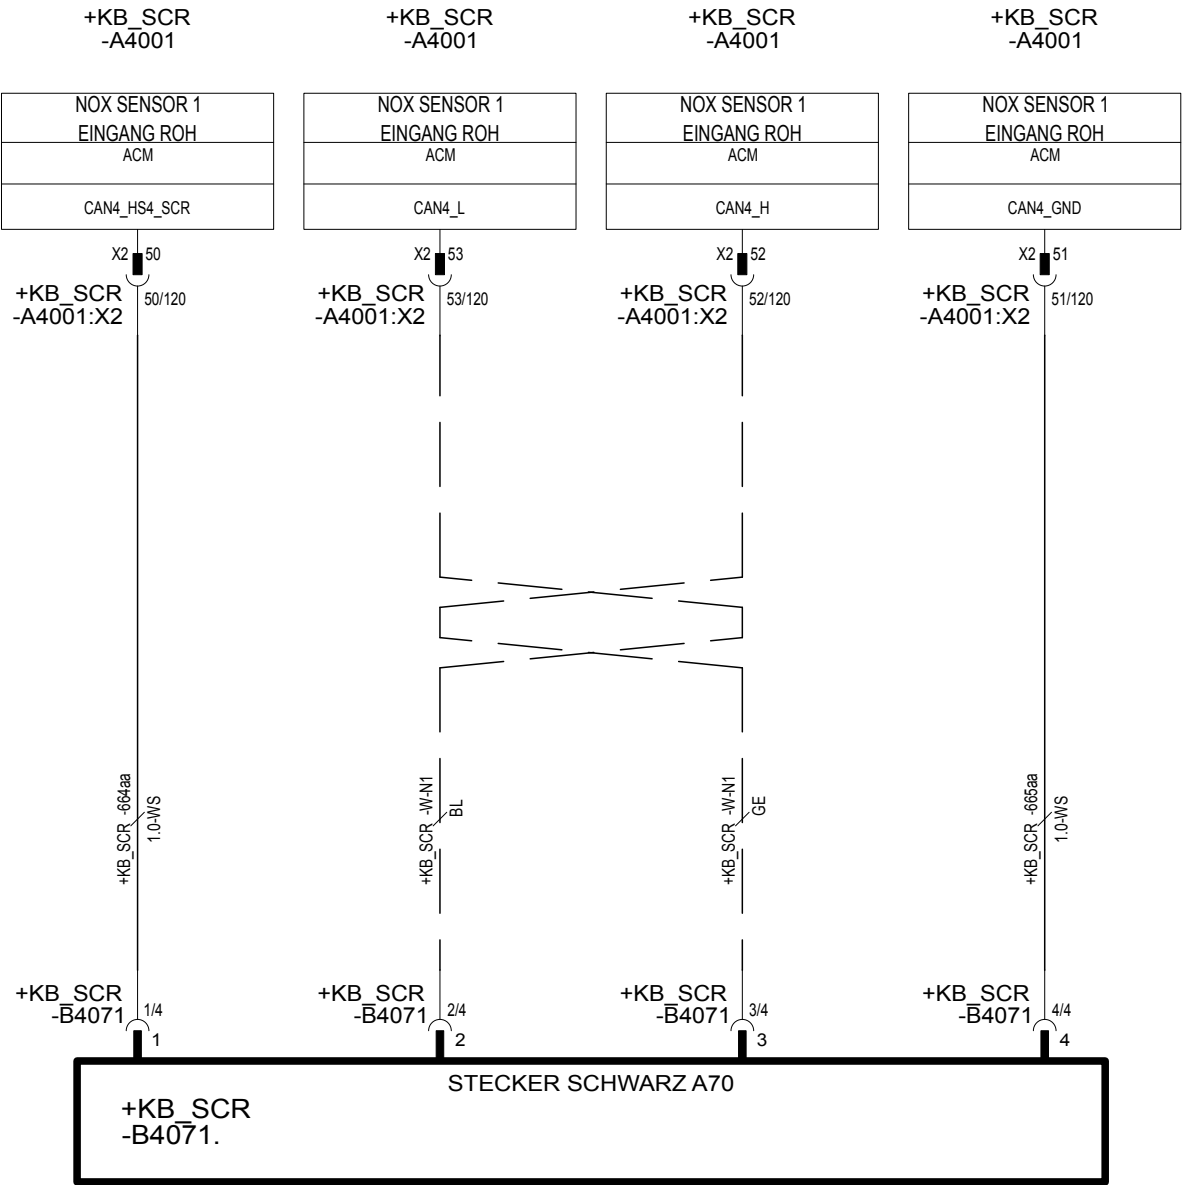 +KB_SCR
-A4001
+KB_SCR
-A4001
+KB_SCR
-A4001
+KB_SCR
-A4001
NOX SENSOR 1
EINGANG ROH
ACM
CAN4_HS4_SCR
NOX SENSOR 1
EINGANG ROH
ACM
CAN4_L
NOX SENSOR 1
EINGANG ROH
ACM
CAN4_H
NOX SENSOR 1
EINGANG ROH
ACM
CAN4_GND
X2 50
+KB_SCR
-A4001:X2
50/120
X2 53
+KB_SCR
-A4001:X2
53/120
X2 52
+KB_SCR
-A4001:X2
52/120
X2 51
+KB_SCR
-A4001:X2
51/120
+KB_SCR -664aa
1.0-WS
+KB_SCR -W-N1
BL
+KB_SCR -W-N1
GE
+KB_SCR -665aa
1.0-WS
+KB_SCR
-B4071
1/4
1
+KB_SCR
-B4071
2/4
2
+KB_SCR
-B4071
3/4
3
+KB_SCR
-B4071
4/4
4
STECKER SCHWARZ A70
+KB_SCR
-B4071.